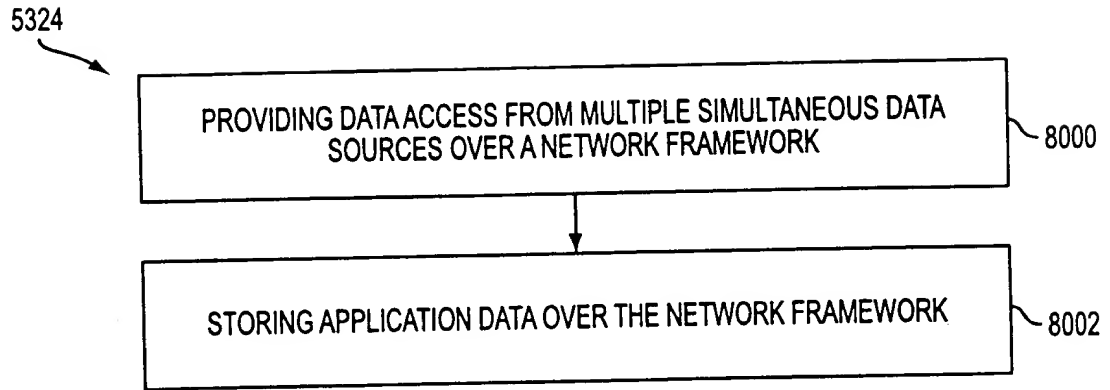 5324
PROVIDING DATA ACCESS FROM MULTIPLE SIMULTANEOUS DATA
SOURCES OVER A NETWORK FRAMEWORK
8000
STORING APPLICATION DATA OVER THE NETWORK FRAMEWORK
8002